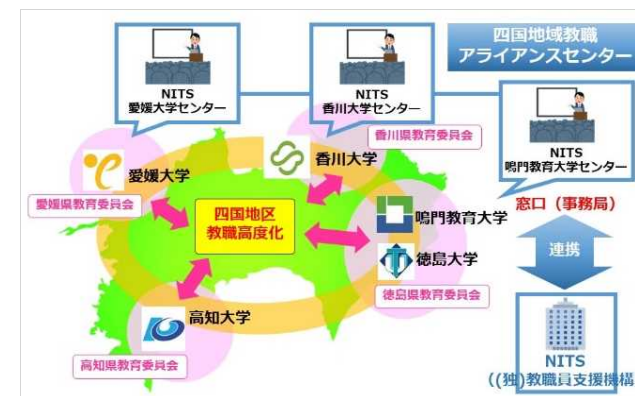 四国地域教職
アライアンスセンター
NITS
愛媛大学センター
NITS
香川大学センター
NITS
鳴門教育大学センター
香川県教育委員会
香川大学
愛媛大学
愛媛県教育委員会
四国地区
教職高度化
鳴門教育大学
窓口（事務局）
徳島大学
徳島県教育委員会
連携
高知大学
高知県教育委員会
NITS
((独)教職員支援機構